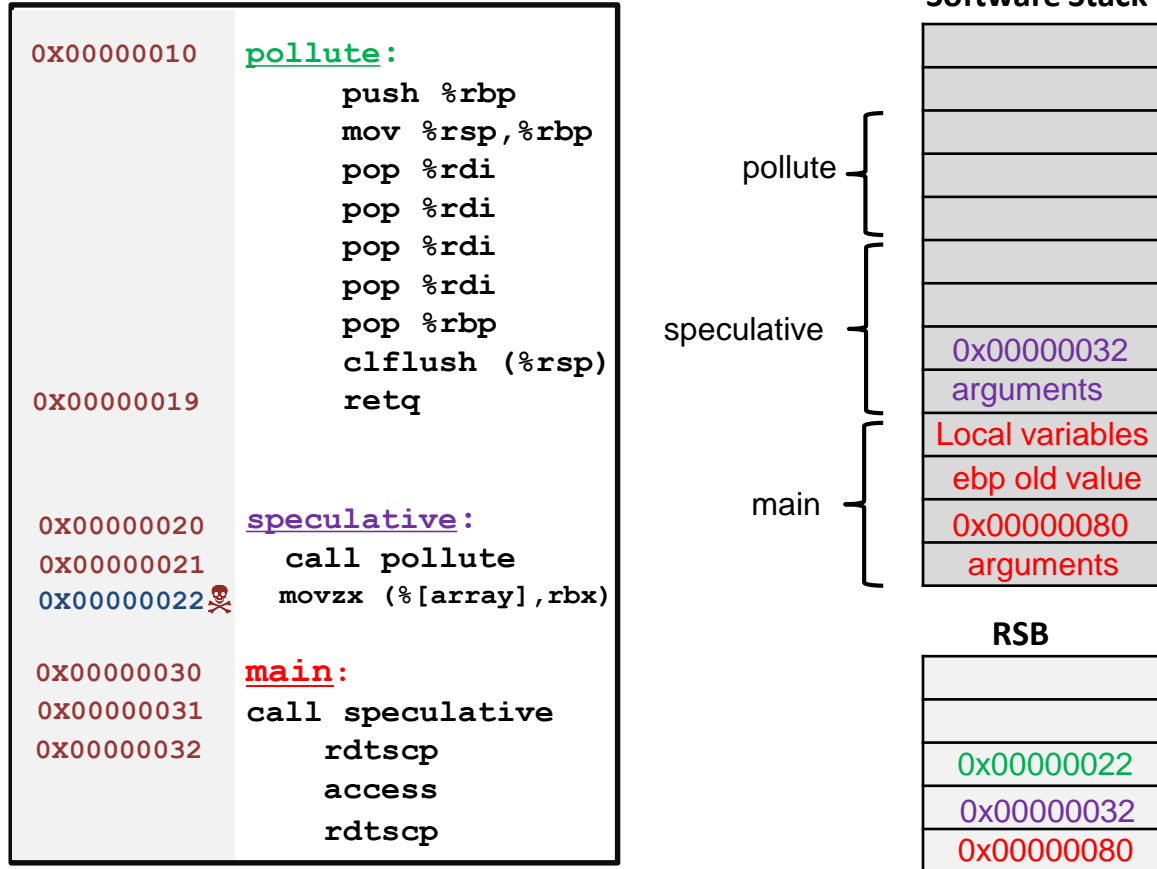 0X00000010 pollute:
push %rbp
mov %rsp,%rbp
pop %rdi
pop %rdi
pop %rdi
pop %rdi
pop %rbp
clflush (%rsp)
0X00000019 retq
0X00000020 speculative:
0X00000021 call pollute
0X00000022 movzx (%[array],rbx)
0X00000030 main:
0X00000031 call speculative
0X00000032 rdtscp
access
rdtscp
Software Stack
pollute
speculative
0x00000032
arguments
Local variables
main
ebp old value
0x00000080
arguments
RSB
0x00000022
0x00000032
0x00000080